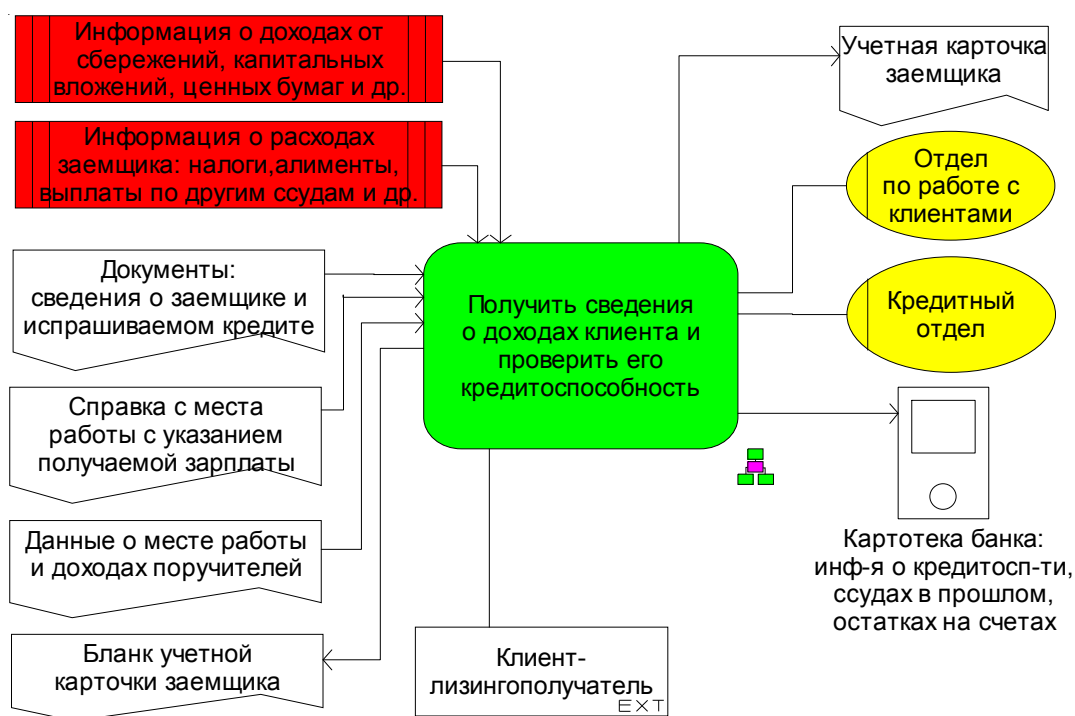 Информация о доходах от
сбережений, капитальных
вложений, ценных бумаг и др.
Информация о расходах
заемщика: налоги,алименты,
выплаты по другим ссудам и др.
Документы:
сведения о заемщике и
испрашиваемом кредите
Справка с места
работы с указанием
получаемой зарплаты
Данные о месте работы
и доходах поручителей
Бланк учетной
карточки заемщика
Получить сведения
о доходах клиента и
проверить его
кредитоспособность
Клиент-
лизингополучатель
EXT
Учетная карточка
заемщика
Отдел
по работе с
клиентами
Кредитный
отдел
Картотека банка:
инф-я о кредитосп-ти,
ссудах в прошлом,
остатках на счетах